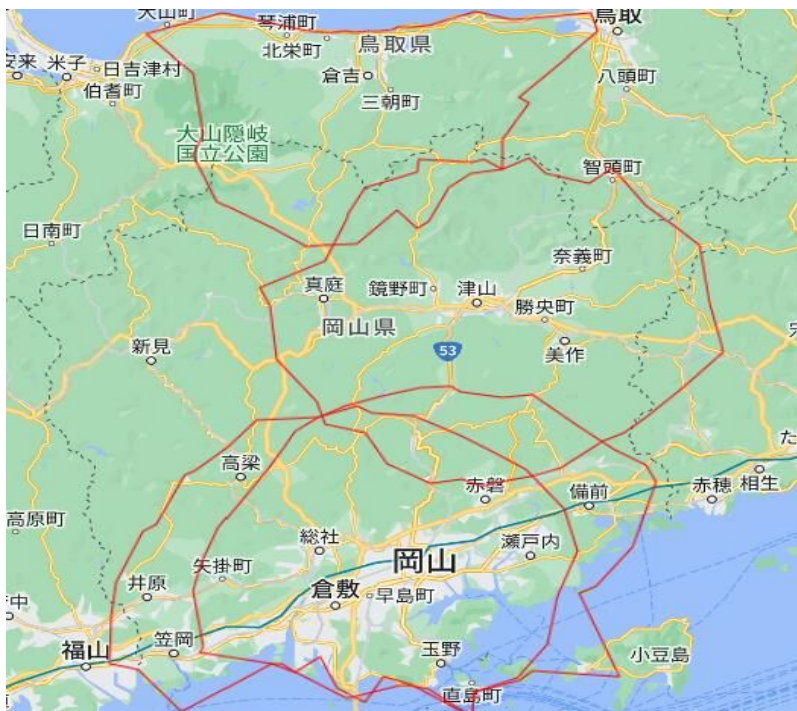 大山町
琴浦町
鳥取
北栄町
鳥取県
安来
米子
日吉津村
倉吉
八頭町
伯耆町
三朝町
大山隠岐
国立公園
智頭町
日南町
奈義町
真庭
鏡野町
津山
勝央町
岡山県
新見
53
美作
た
高梁
赤磐
備前
赤穂
相生
高原町
総社
岡山
瀬戸内
矢掛町
井原
倉敷
早島町
中
福山
笠岡
玉野
小豆島
直島町